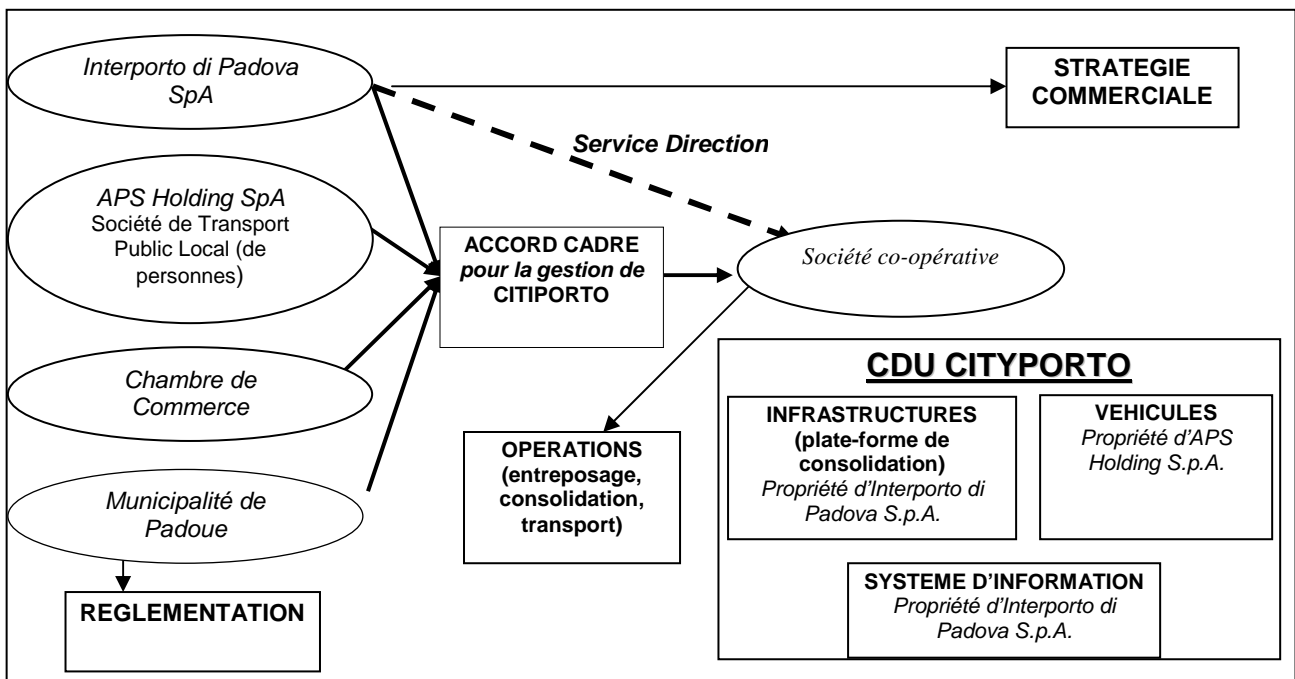 Interporto di Padova
SpA
STRATEGIE
COMMERCIALE
Service Direction
APS Holding SpA
Société de Transport
Public Local (de
personnes)
ACCORD CADRE
pour la gestion de
CITIPORTO
Société co-opérative
Chambre de
Commerce
Municipalité de
Padoue
REGLEMENTATION
OPERATIONS
(entreposage,
consolidation,
transport)
CDU CITYPORTO
INFRASTRUCTURES
(plate-forme de
consolidation)
Propriété d'Interporto di
Padova S.p.A.
VEHICULES
Propriété d'APS
Holding S.p.A.
SYSTEME D'INFORMATION
Propriété d'Interporto di
Padova S.p.A.